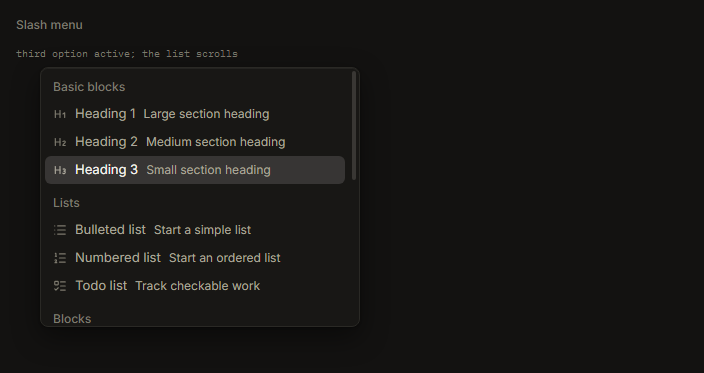 Slash menu
third option active; the list scrolls
Basic blocks
H1 Heading 1 Large section heading
H2 Heading 2 Medium section heading
H3 Heading 3 Small section heading
Lists
Bulleted list Start a simple list
Numbered list Start an ordered list
Todo list Track checkable work
Blocks